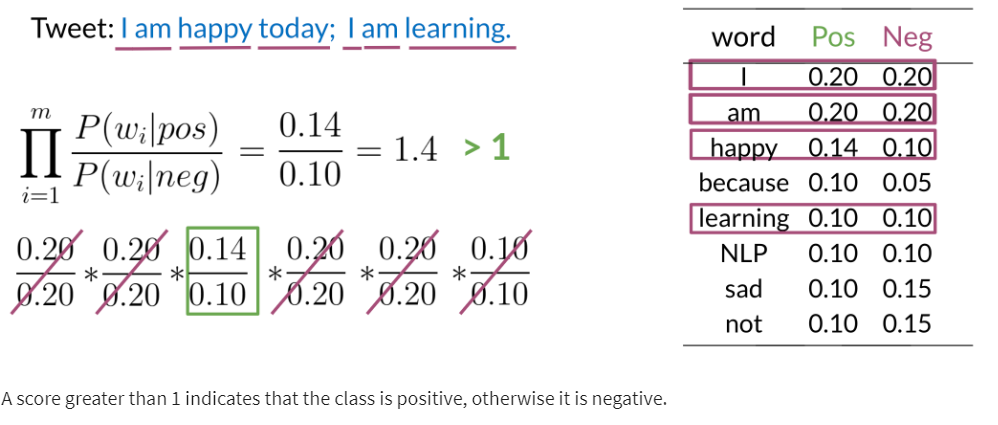 Tweet: I am happy today; I am learning.
m
∏ P(wᵢ|pos) / P(wᵢ|neg) = 0.14 / 0.10 = 1.4 > 1
i=1
0.20 / 0.20 * 0.20 / 0.20 * 0.14 / 0.10 * 0.20 / 0.20 * 0.20 / 0.20 * 0.10 / 0.10
word Pos Neg
I 0.20 0.20
am 0.20 0.20
happy 0.14 0.10
because 0.10 0.05
learning 0.10 0.10
NLP 0.10 0.10
sad 0.10 0.15
not 0.10 0.15
A score greater than 1 indicates that the class is positive, otherwise it is negative.